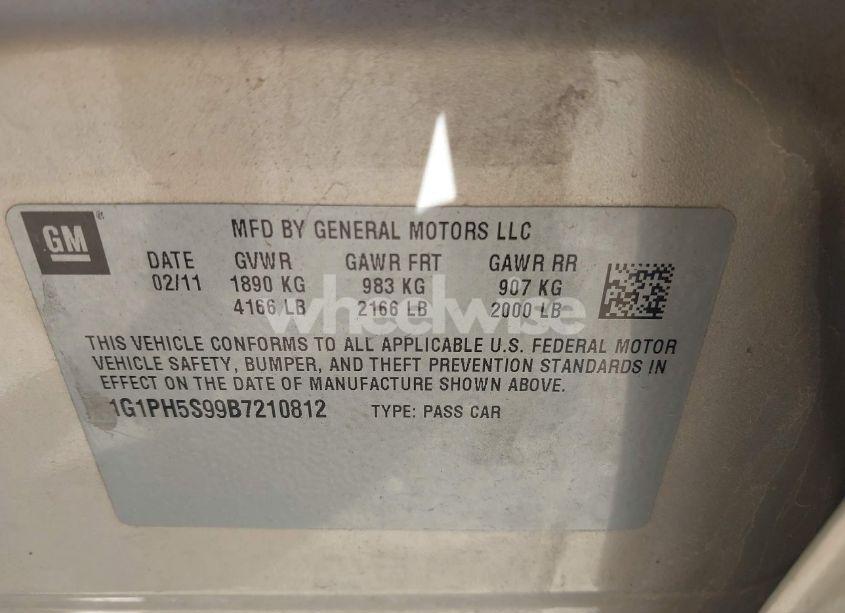 GM
MFD BY GENERAL MOTORS LLC
DATE GVWR GAWR FRT GAWR RR
02/11 1890 KG 983 KG 907 KG
4166 LB 2166 LB 2000 LB
wheelwise
THIS VEHICLE CONFORMS TO ALL APPLICABLE U.S. FEDERAL MOTOR
VEHICLE SAFETY, BUMPER, AND THEFT PREVENTION STANDARDS IN
EFFECT ON THE DATE OF MANUFACTURE SHOWN ABOVE.
1G1PH5S99B7210812 TYPE: PASS CAR